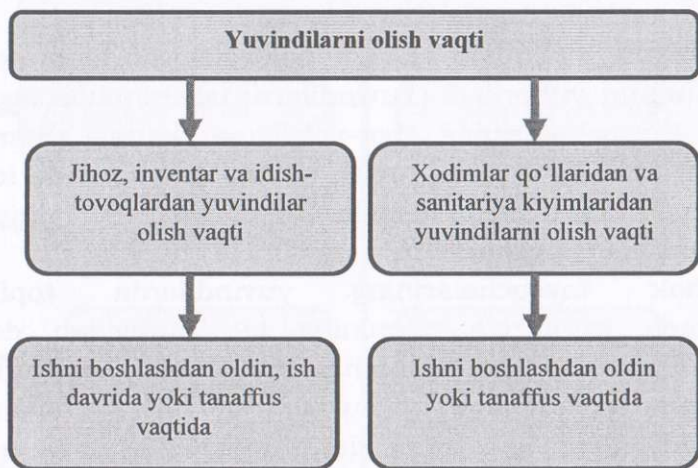 Yuvindilarni olish vaqti
Jihoz, inventar va idish-
tovoqlardan yuvindilar
olish vaqti
Xodimlar qo‘llaridan va
sanitariya kiyimlaridan
yuvindilarni olish vaqti
Ishni boshlashdan oldin, ish
davrida yoki tanaffus
vaqtida
Ishni boshlashdan oldin
yoki tanaffus vaqtida